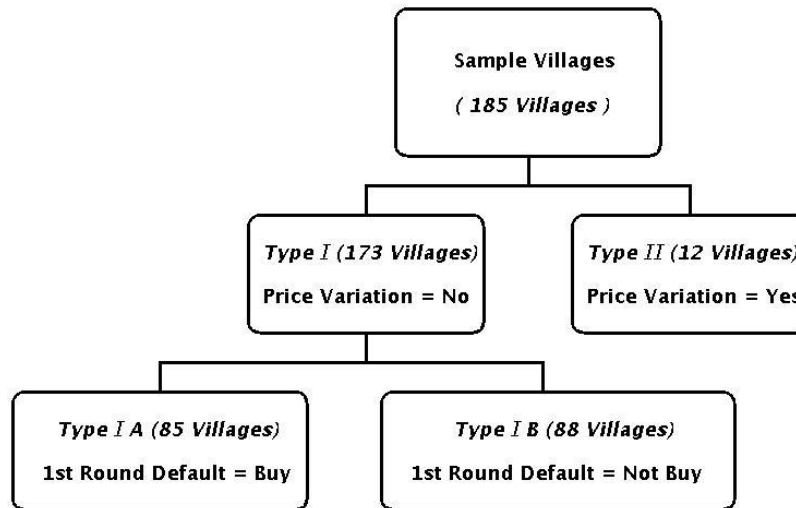 Sample Villages
( 185 Villages )
Type I (173 Villages)
Price Variation = No
Type II (12 Villages)
Price Variation = Yes
Type I A (85 Villages)
1st Round Default = Buy
Type I B (88 Villages)
1st Round Default = Not Buy